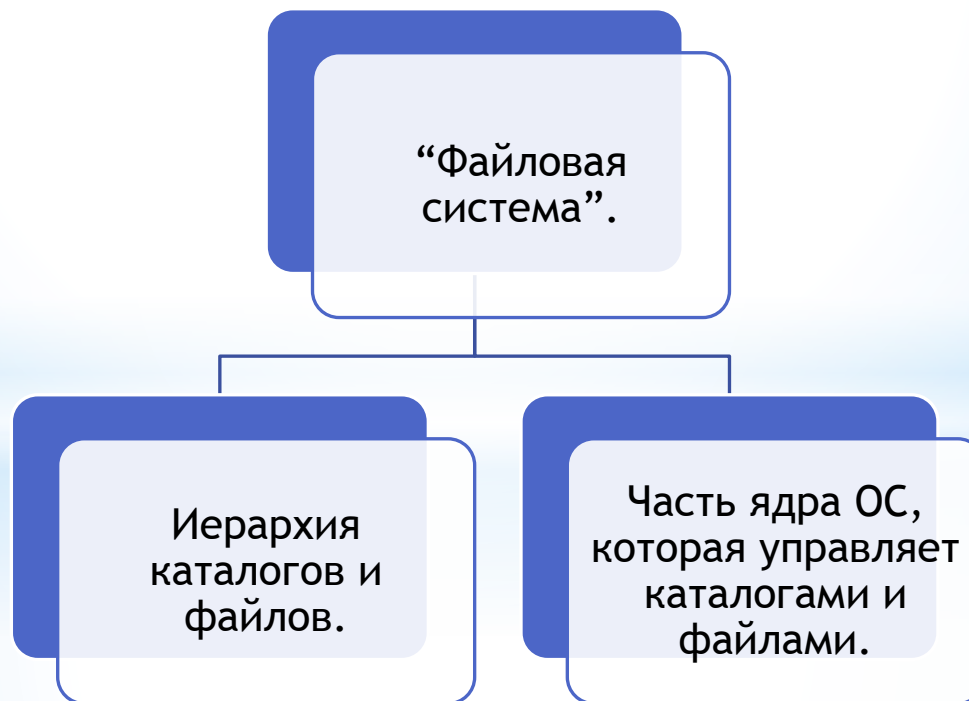 “Файловая
система”.
Иерархия
каталогов и
файлов.
Часть ядра ОС,
которая управляет
каталогами и
файлами.